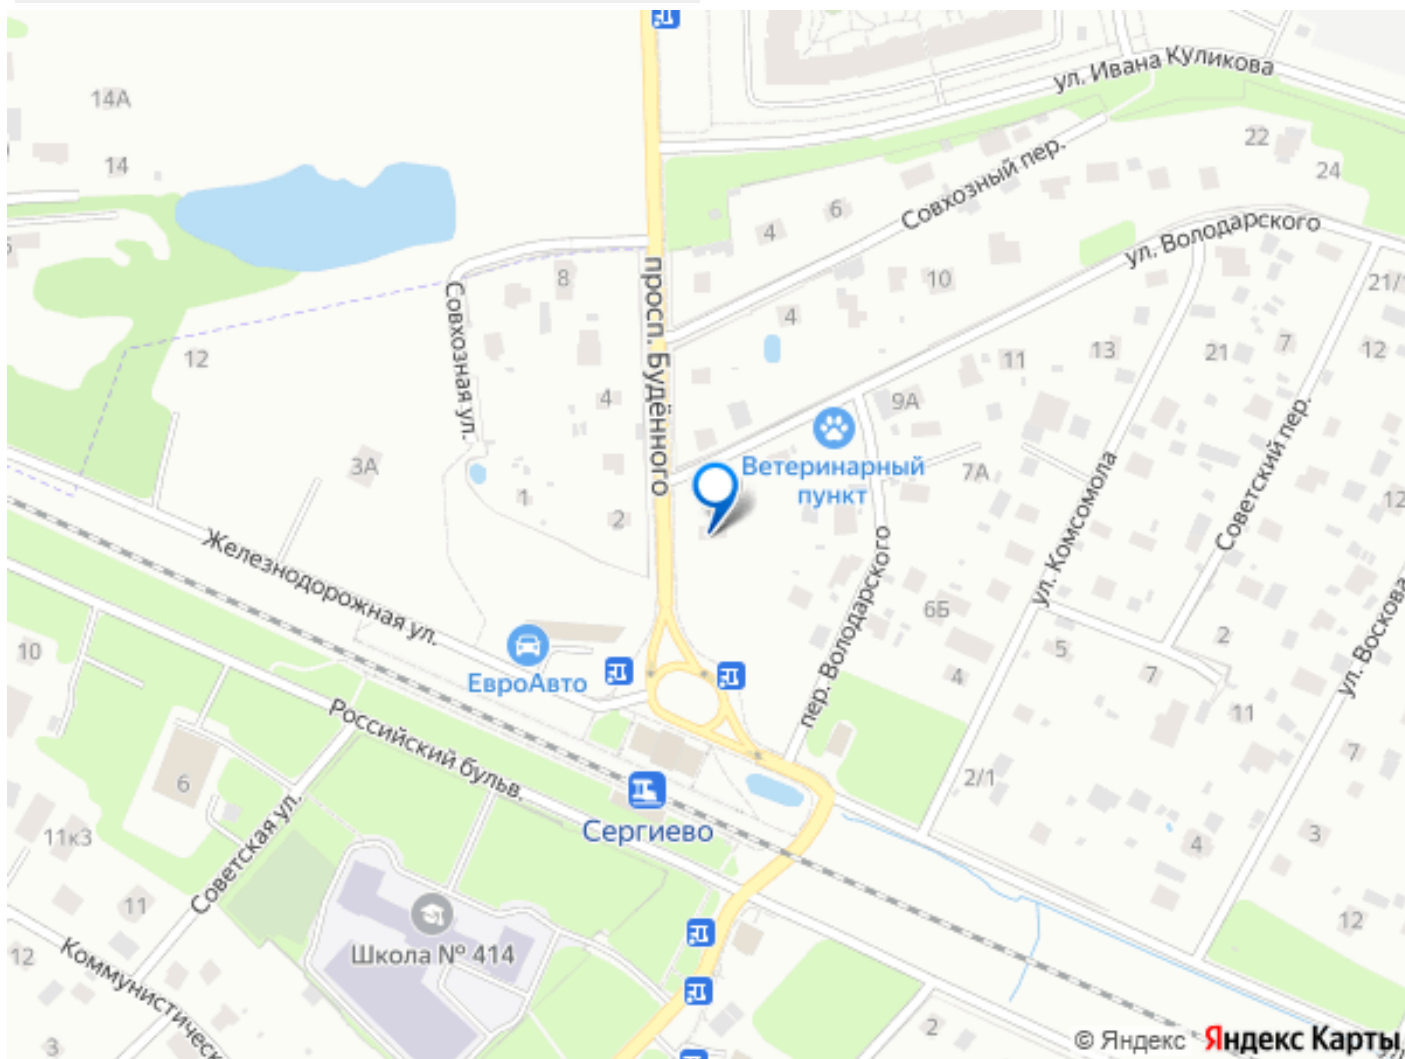 ул. Ивана Куликова
14А
14
22
24
Совхозный пер.
6
4
ул. Володарского
8
10
21/1
просп. Будённого
Совхозная ул.
4
12
11
13
21
7
12
4
9А
Ветеринарный
пункт
7А
3А
1
2
12
ул. Комсомола
Советский пер.
Железнодорожная ул.
пер. Володарского
6Б
ул. Воскова
10
ЕвроАвто
4
5
7
2
11
Российский бульв.
7
6
2/1
Сергиево
11к3
Советская ул.
4
3
11
Школа № 414
12
12
Коммунистическ
2
3
© Яндекс Яндекс Карты